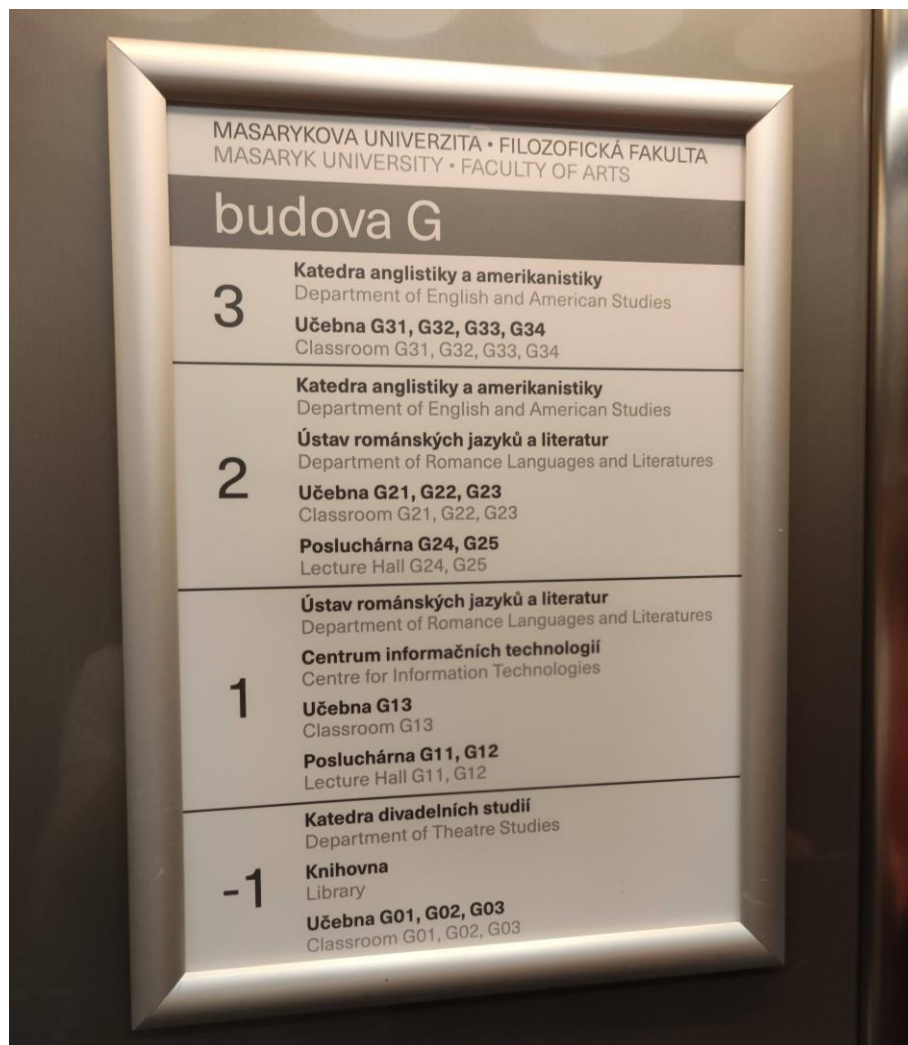 MASARYKOVA UNIVERZITA • FILOZOFICKÁ FAKULTA
MASARYK UNIVERSITY • FACULTY OF ARTS
budova G
3
Katedra anglistiky a amerikanistiky
Department of English and American Studies
Učebna G31, G32, G33, G34
Classroom G31, G32, G33, G34
2
Katedra anglistiky a amerikanistiky
Department of English and American Studies
Ústav románských jazyků a literatur
Department of Romance Languages and Literatures
Učebna G21, G22, G23
Classroom G21, G22, G23
Posluchárna G24, G25
Lecture Hall G24, G25
1
Ústav románských jazyků a literatur
Department of Romance Languages and Literatures
Centrum informačních technologií
Centre for Information Technologies
Učebna G13
Classroom G13
Posluchárna G11, G12
Lecture Hall G11, G12
-1
Katedra divadelních studií
Department of Theatre Studies
Knihovna
Library
Učebna G01, G02, G03
Classroom G01, G02, G03